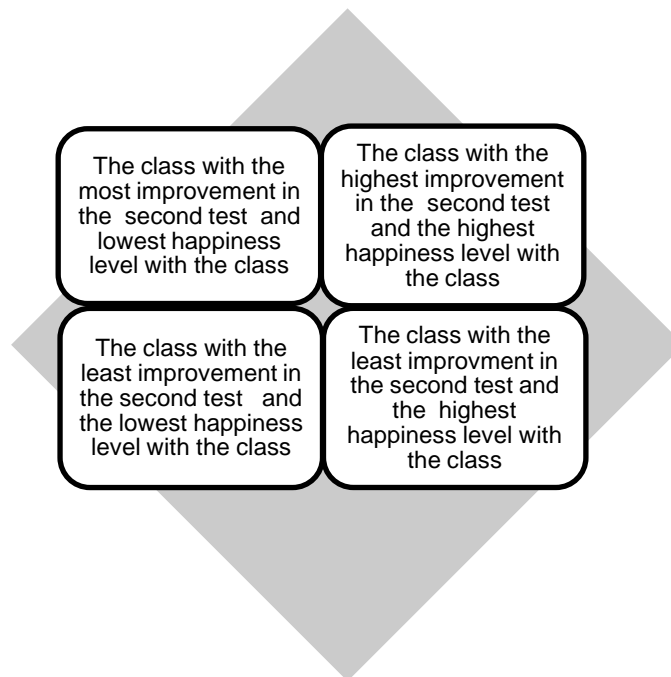 The class with the
most improvement in
the second test and
lowest happiness
level with the class
The class with the
highest improvement
in the second test
and the highest
happiness level with
the class
The class with the
least improvement in
the second test and
the lowest happiness
level with the class
The class with the
least improvment in
the second test and
the highest
happiness level with
the class